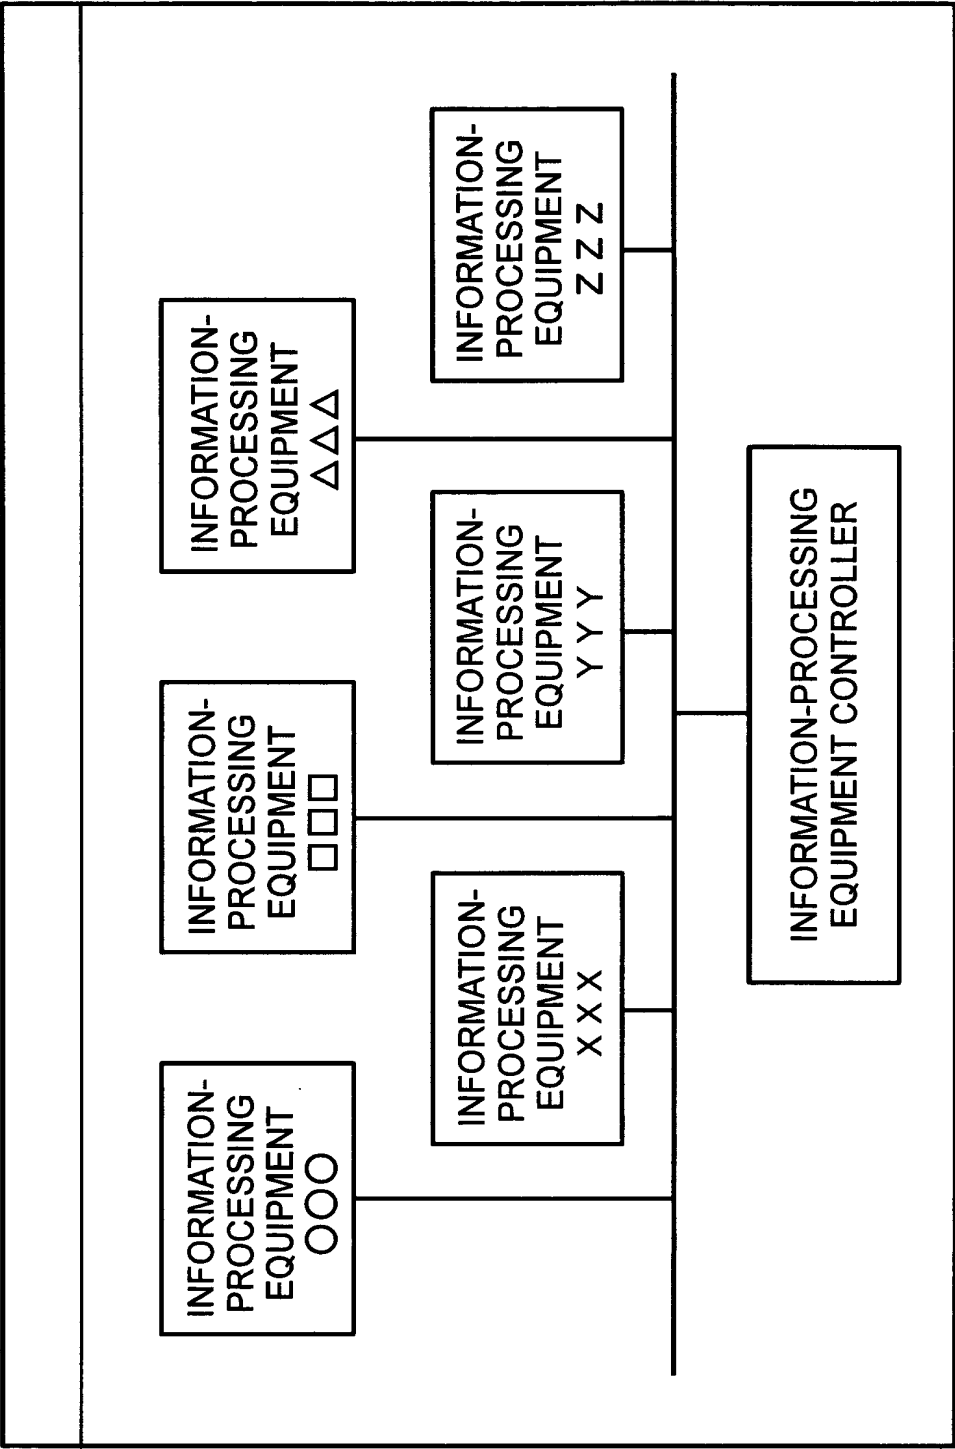 INFORMATION-
PROCESSING
EQUIPMENT
○○○
INFORMATION-
PROCESSING
EQUIPMENT
□□□
INFORMATION-
PROCESSING
EQUIPMENT
△△△
INFORMATION-
PROCESSING
EQUIPMENT
X X X
INFORMATION-
PROCESSING
EQUIPMENT
Y Y Y
INFORMATION-
PROCESSING
EQUIPMENT
Z Z Z
INFORMATION-PROCESSING
EQUIPMENT CONTROLLER